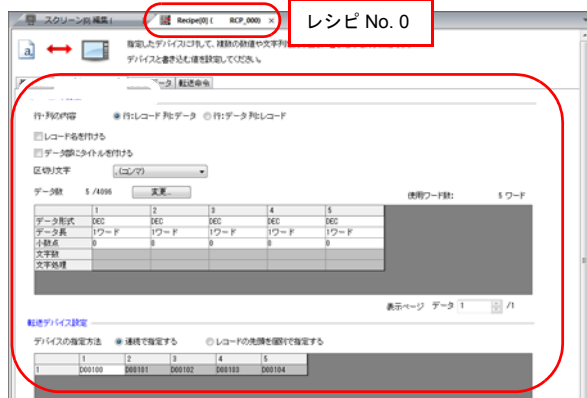 スクリーン[0] 編集(
Recipe[0] ( RCP_000) ×
レシピ No. 0
指定したデバイスに対して、複数の数値や文字列
デバイスと書き込む値を設定してください。
データ 転送命令
行・列の内容 行:レコード 列:データ 行:データ 列:レコード
レコード名を付ける
データ部にタイトルを付ける
区切り文字 , (コンマ)
データ数 5 /4096 変更... 使用ワード数: 5 ワード
1 2 3 4 5
データ形式 DEC DEC DEC DEC DEC
データ長 1ワード 1ワード 1ワード 1ワード 1ワード
小数点 0 0 0 0 0
文字数
文字処理
表示ページ データ 1 /1
転送デバイス設定
デバイスの指定方法 連続で指定する レコードの先頭を個別で指定する
1 2 3 4 5
1 D00100 D00101 D00102 D00103 D00104